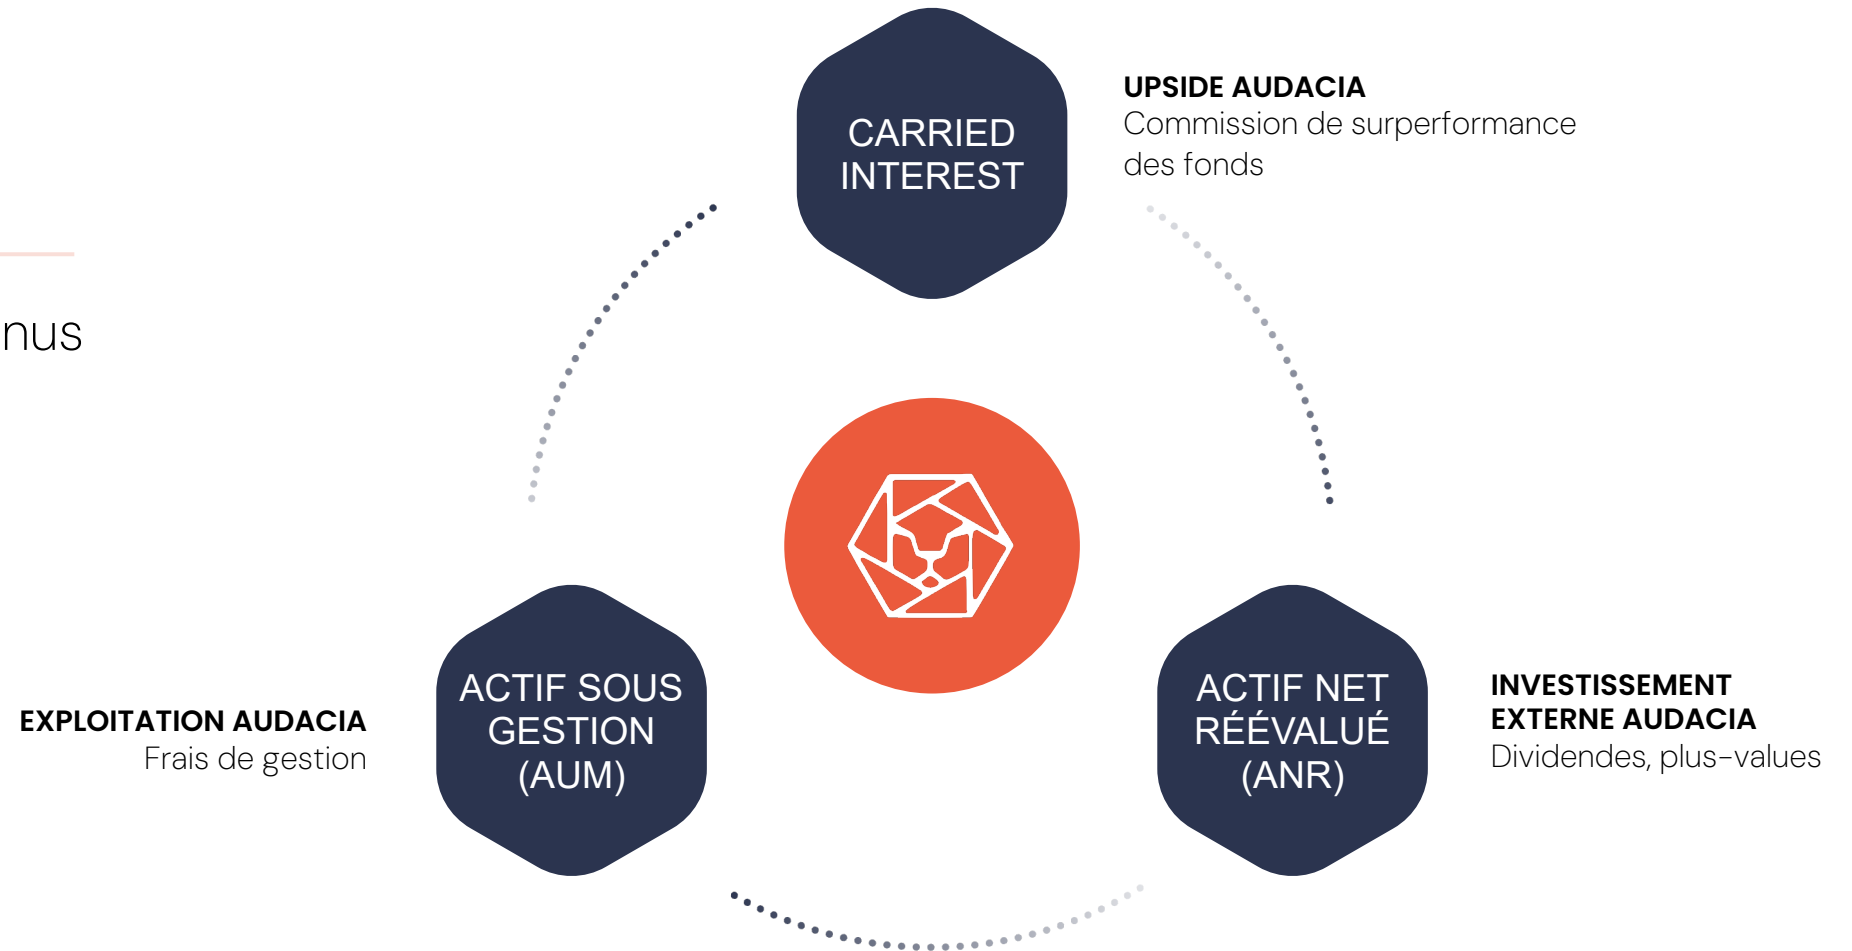 CARRIED
INTEREST
UPSIDE AUDACIA
Commission de surperformance
des fonds
nus
EXPLOITATION AUDACIA
Frais de gestion
ACTIF SOUS
GESTION
(AUM)
ACTIF NET
RÉÉVALUÉ
(ANR)
INVESTISSEMENT
EXTERNE AUDACIA
Dividendes, plus-values